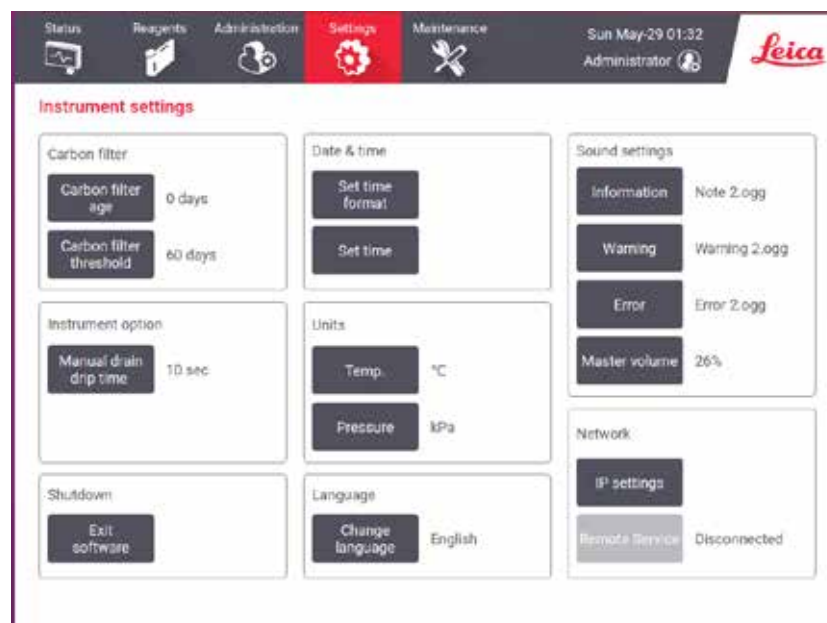 Status Reagents Administration Settings Maintenance
Sun May-29 01:32
Administrator
Leica
Instrument settings
Carbon filter
Carbon filter age
0 days
Carbon filter threshold
60 days
Instrument option
Manual drain drip time
10 sec
Shutdown
Exit software
Date & time
Set time format
Set time
Units
Temp.
°C
Pressure
kPa
Language
Change language
English
Sound settings
Information
Note 2.ogg
Warning
Warning 2.ogg
Error
Error 2.ogg
Master volume
26%
Network
IP settings
Remote Service
Disconnected